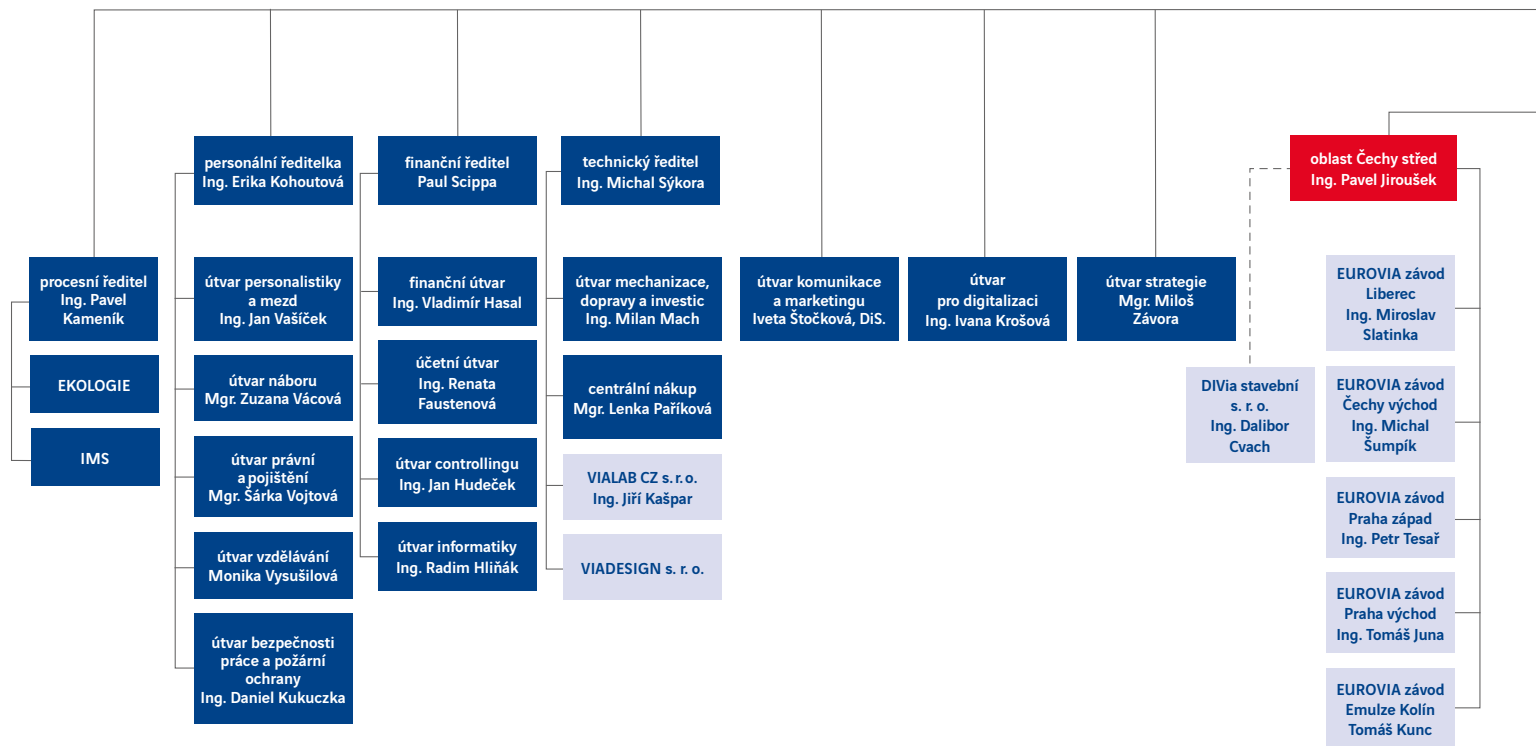 personální ředitelka
Ing. Erika Kohoutová
finanční ředitel
Paul Scippa
technický ředitel
Ing. Michal Sýkora
oblast Čechy střed
Ing. Pavel Jiroušek
procesní ředitel
Ing. Pavel
Kameník
EKOLOGIE
IMS
útvar personalistiky
a mezd
Ing. Jan Vašíček
útvar náboru
Mgr. Zuzana Vácová
útvar právní
a pojištění
Mgr. Šárka Vojtová
útvar vzdělávání
Monika Vysušilová
útvar bezpečnosti
práce a požární
ochrany
Ing. Daniel Kukuczka
finanční útvar
Ing. Vladimír Hasal
účetní útvar
Ing. Renata
Faustenová
útvar controllingu
Ing. Jan Hudeček
útvar informatiky
Ing. Radim Hliňák
útvar mechanizace,
dopravy a investic
Ing. Milan Mach
centrální nákup
Mgr. Lenka Paříková
VIALAB CZ s. r. o.
Ing. Jiří Kašpar
VIADESIGN s. r. o.
útvar komunikace
a marketingu
Iveta Štočková, DiS.
útvar
pro digitalizaci
Ing. Ivana Krošová
útvar strategie
Mgr. Miloš
Závora
DIVia stavební
s. r. o.
Ing. Dalibor
Cvach
EUROVIA závod
Liberec
Ing. Miroslav
Slatinka
EUROVIA závod
Čechy východ
Ing. Michal
Šumpík
EUROVIA závod
Praha západ
Ing. Petr Tesař
EUROVIA závod
Praha východ
Ing. Tomáš Juna
EUROVIA závod
Emulze Kolín
Tomáš Kunc